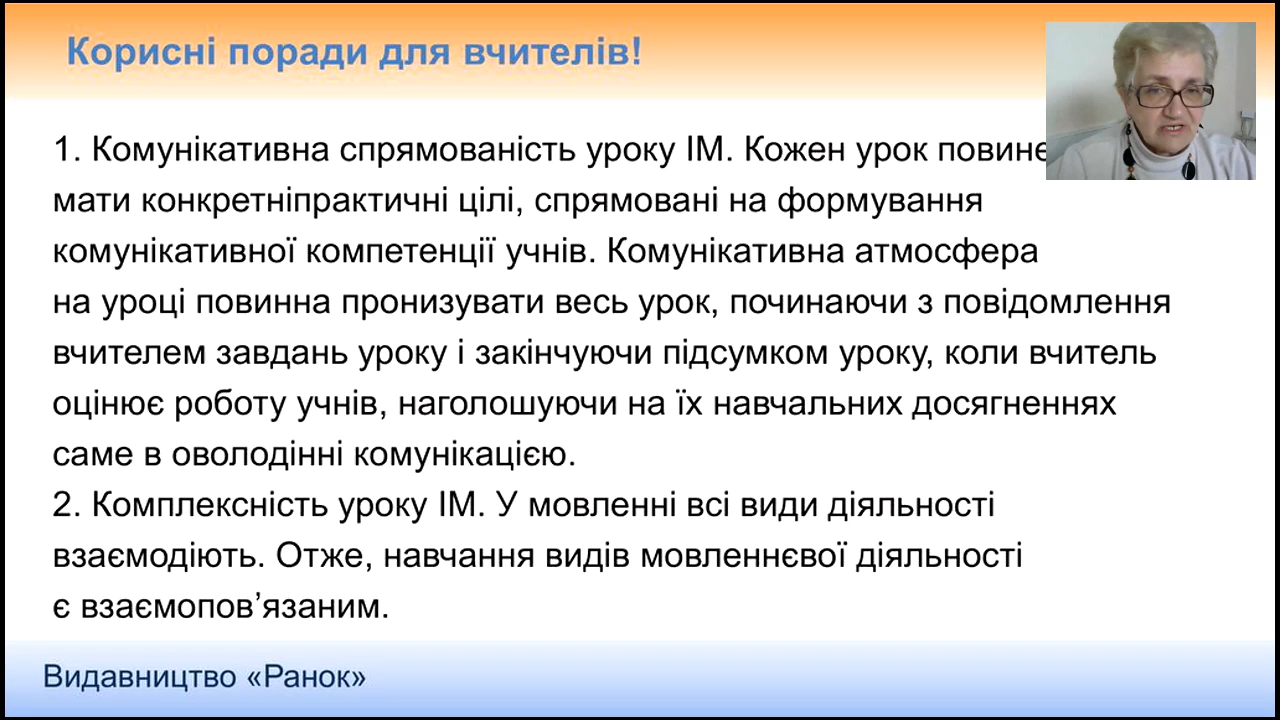 Корисні поради для вчителів!
1. Комунікативна спрямованість уроку ІМ. Кожен урок
мати конкретніпрактичні цілі, спрямовані на формування
комунікативної компетенції учнів. Комунікативна атмосфера
на уроці повинна пронизувати весь урок, починаючи з повідомлення
вчителем завдань уроку і закінчуючи підсумком уроку, коли вчитель
оцінює роботу учнів, наголошуючи на їх навчальних досягненнях
саме в оволодінні комунікацією.
2. Комплексність уроку ІМ. У мовленні всі види діяльності
взаємодіють. Отже, навчання видів мовленнєвої діяльності
є взаємопов’язаним.
Видавництво «Ранок»